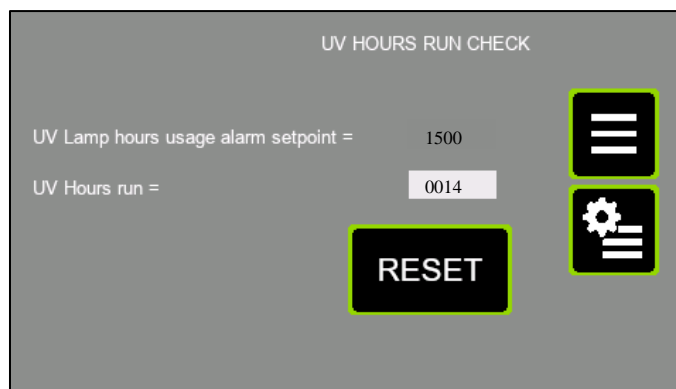 UV HOURS RUN CHECK
UV Lamp hours usage alarm setpoint = 1500
UV Hours run = 0014
RESET